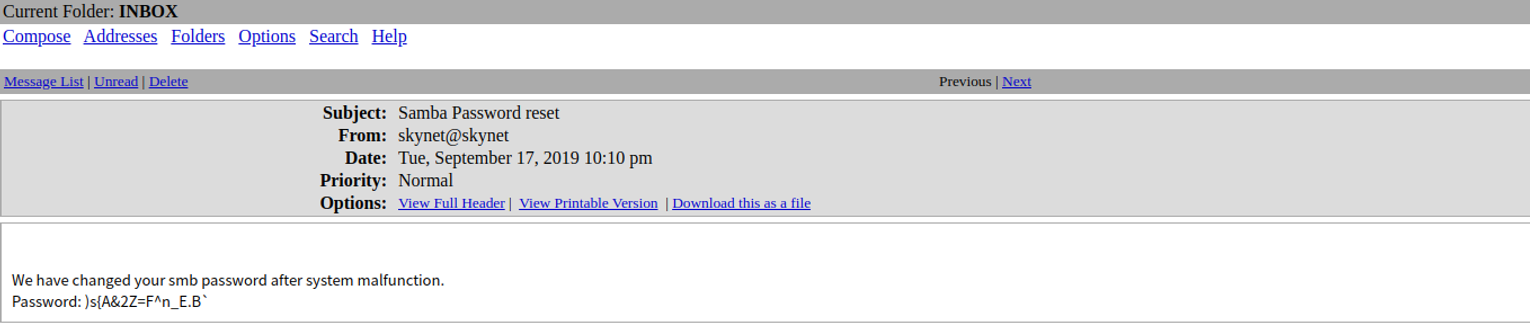 Current Folder: INBOX
Compose Addresses Folders Options Search Help
Message List | Unread | Delete Previous | Next
Subject: Samba Password reset
From: skynet@skynet
Date: Tue, September 17, 2019 10:10 pm
Priority: Normal
Options: View Full Header | View Printable Version | Download this as a file
We have changed your smb password after system malfunction.
Password: )s{A&2Z=F^n_E.B`